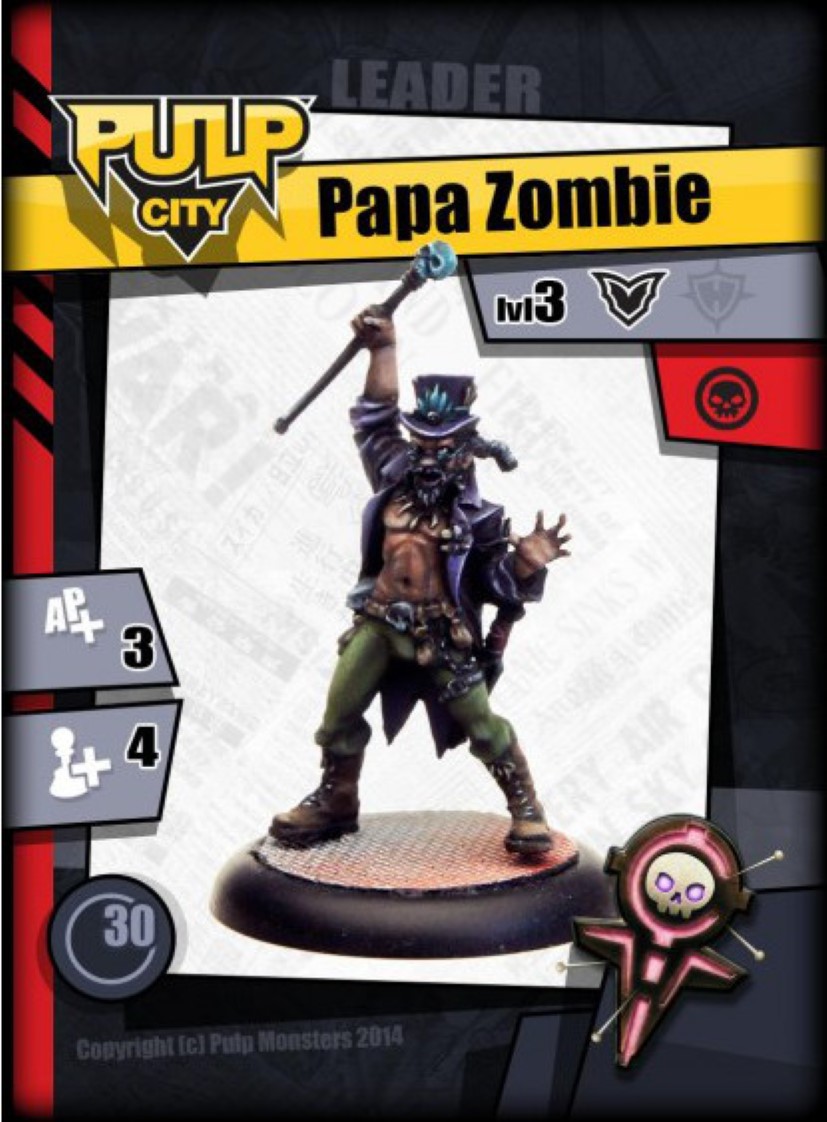 LEADER
PULP
CITY
Papa Zombie
lvl3
AP+
3
+ 4
30
Copyright (c) Pulp Monsters 2014